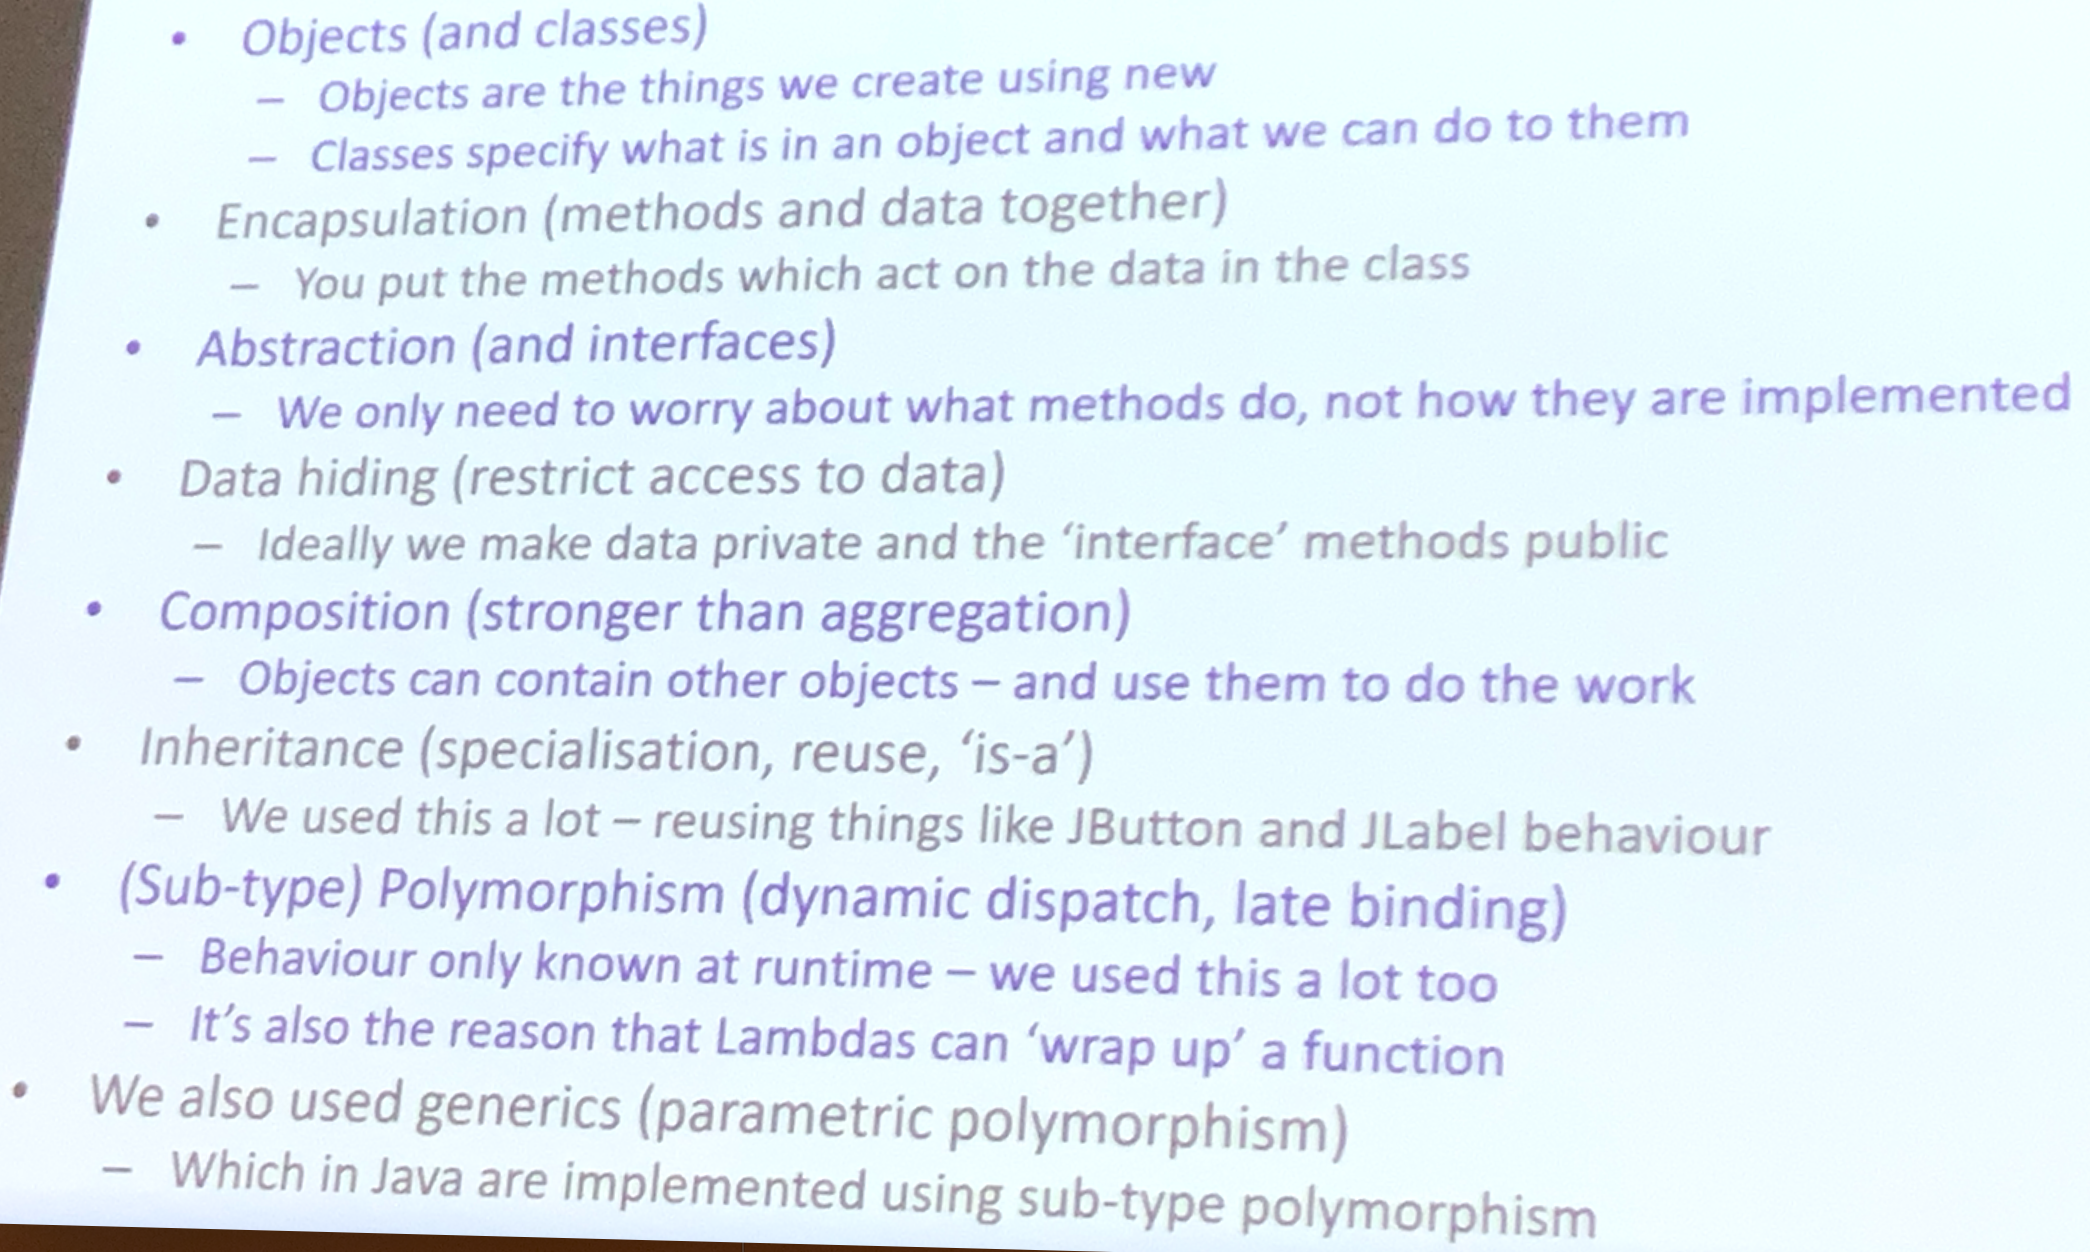 • Objects (and classes)
– Objects are the things we create using new
– Classes specify what is in an object and what we can do to them
• Encapsulation (methods and data together)
– You put the methods which act on the data in the class
• Abstraction (and interfaces)
– We only need to worry about what methods do, not how they are implemented
• Data hiding (restrict access to data)
– Ideally we make data private and the ‘interface’ methods public
• Composition (stronger than aggregation)
– Objects can contain other objects – and use them to do the work
• Inheritance (specialisation, reuse, ‘is-a’)
– We used this a lot – reusing things like JButton and JLabel behaviour
• (Sub-type) Polymorphism (dynamic dispatch, late binding)
– Behaviour only known at runtime – we used this a lot too
– It’s also the reason that Lambdas can ‘wrap up’ a function
• We also used generics (parametric polymorphism)
– Which in Java are implemented using sub-type polymorphism